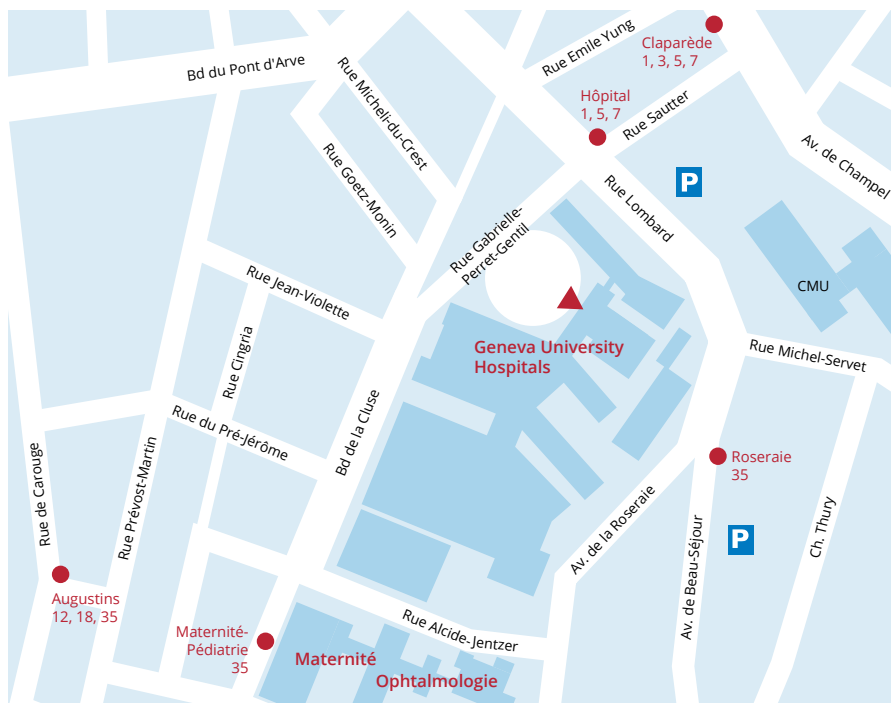 Claparède
1, 3, 5, 7
Rue Emile Yung
Bd du Pont d'Arve
Hôpital
1, 5, 7
Rue Sautter
Rue Micheli-du-Crest
Av. de Champel
P
Rue Goetz-Monin
Rue Lombard
Rue Gabrielle-
Perret-Gentil
Rue Jean-Violette
CMU
Geneva University
Hospitals
Rue Michel-Servet
Rue Cingria
Bd de la Cluse
Rue du Pré-Jérôme
Roseraie
35
Rue de Carouge
Rue Prévost-Martin
Av. de la Roseraie
Ch. Thury
P
Av. de Beau-Séjour
Augustins
12, 18, 35
Rue Alcide-Jentzer
Maternité-
Pédiatrie
35
Maternité
Ophtalmologie